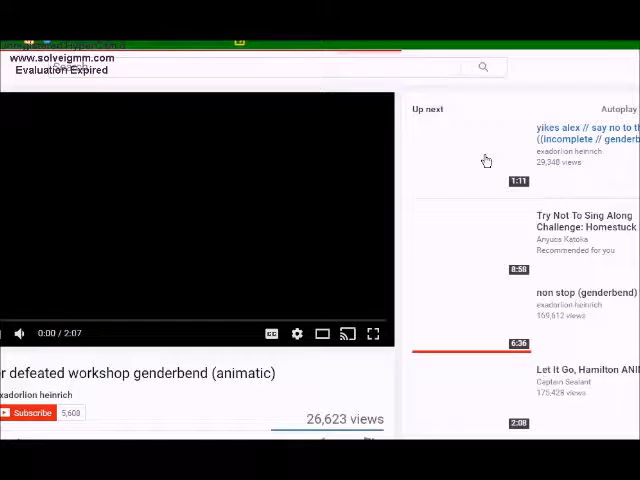 www.solveigmm.com
Evaluation Expired
Search
Up next
Autoplay
yikes alex // say no to th
((incomplete // genderb
exadorlion heinrich
29,348 views
1:11
Try Not To Sing Along
Challenge: Homestuck
Anyuos Katoka
Recommended for you
8:58
non stop (genderbend)
exadorlion heinrich
169,612 views
6:36
Let It Go, Hamilton ANI
Captain Sealant
175,428 views
2:08
0:00 / 2:07
CC
r defeated workshop genderbend (animatic)
exadorlion heinrich
Subscribe 5,608
26,623 views